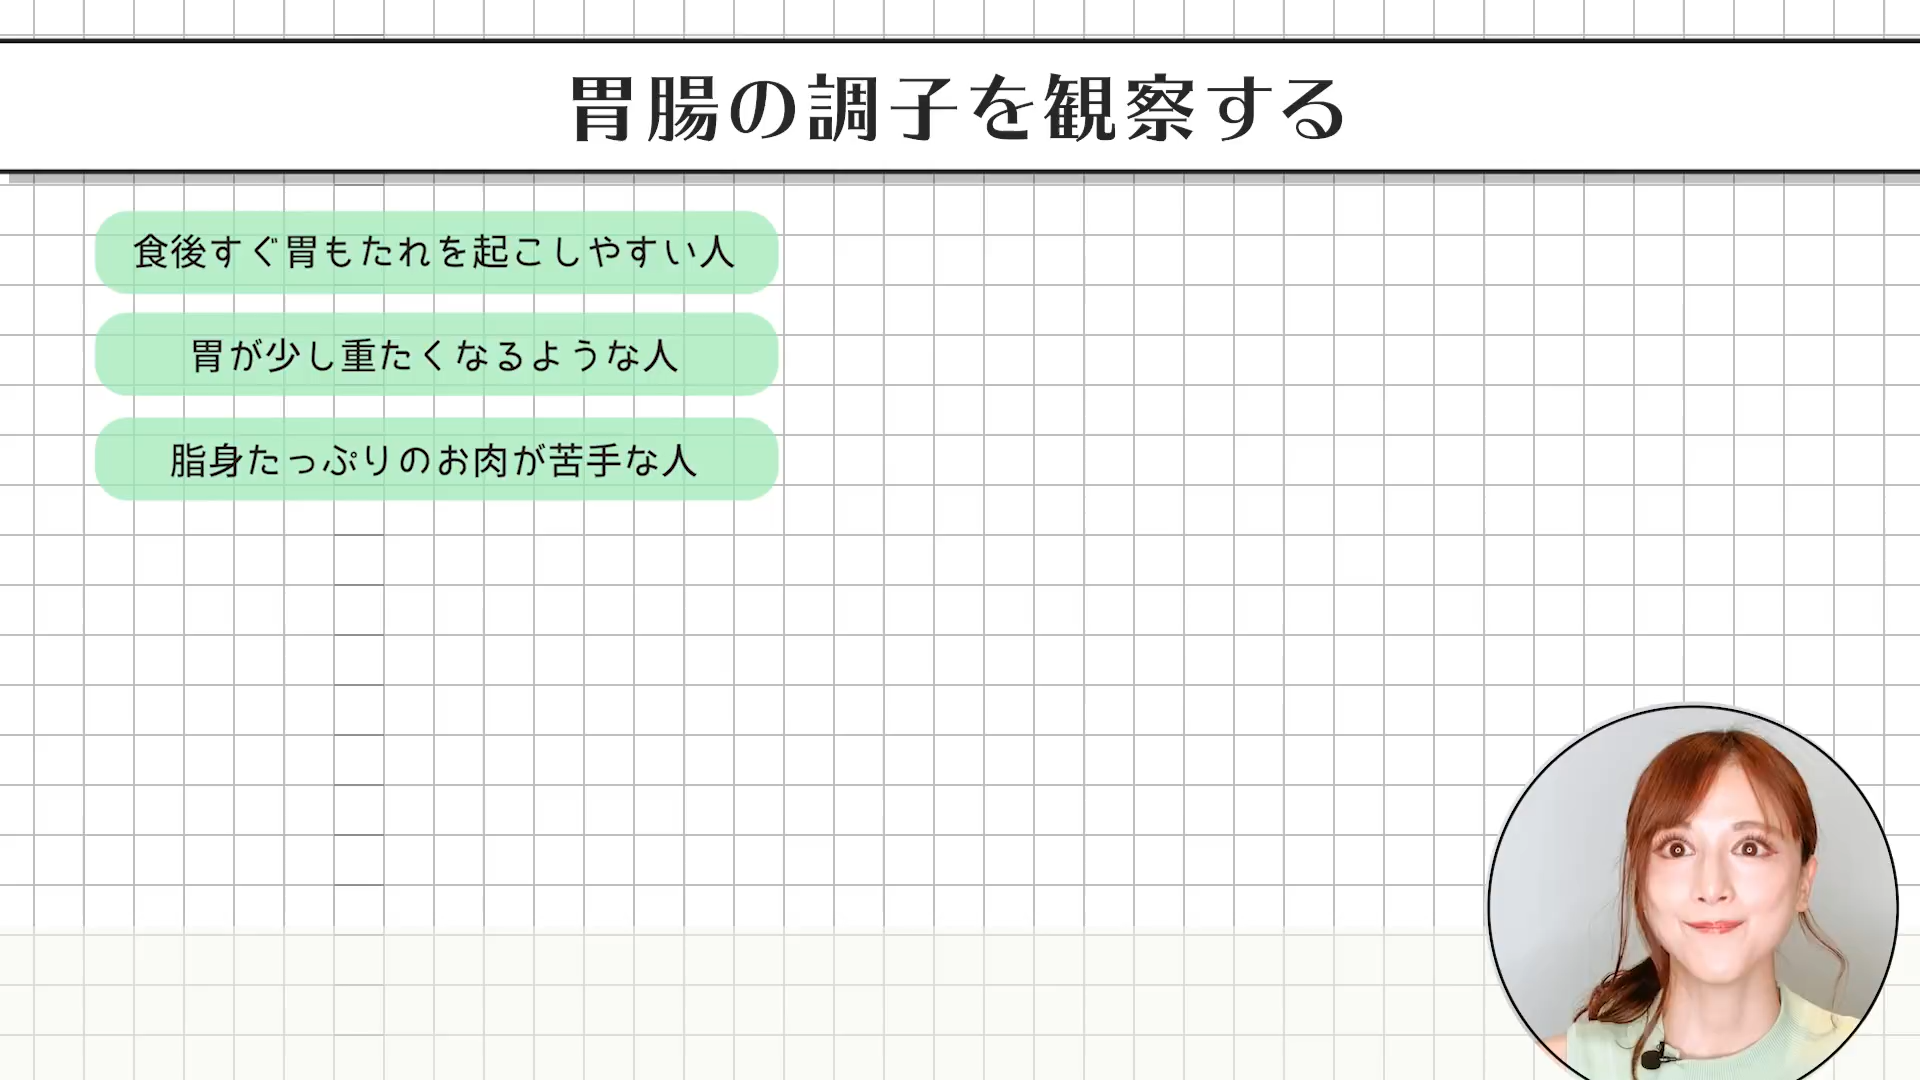 胃腸の調子を観察する
食後すぐ胃もたれを起こしやすい人
胃が少し重たくなるような人
脂身たっぷりのお肉が苦手な人